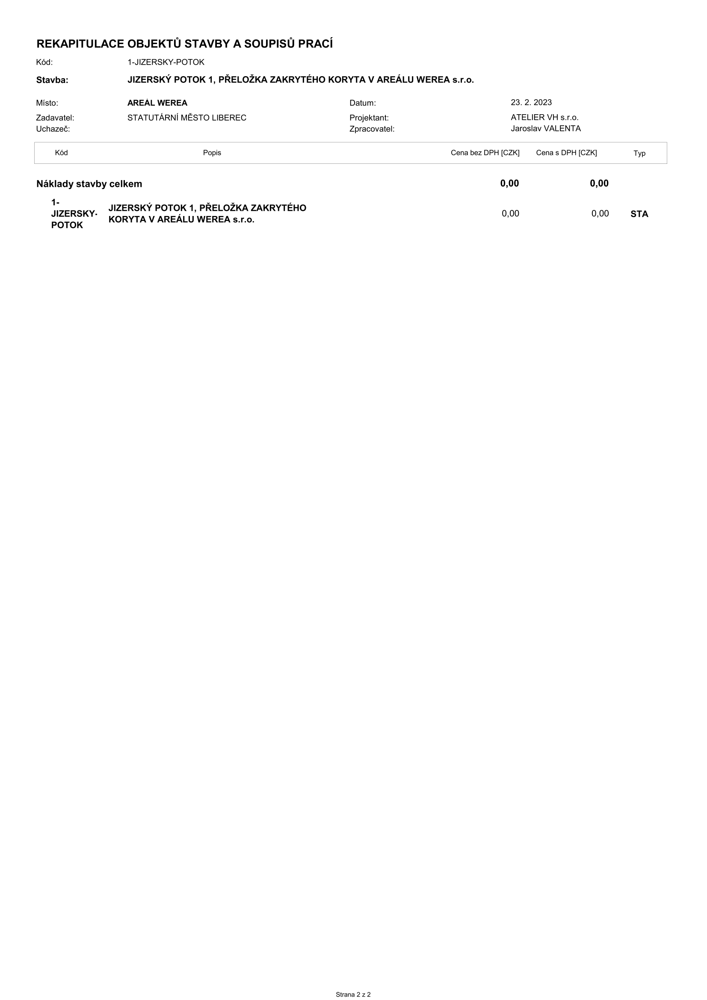 REKAPITULACE OBJEKTŮ STAVBY A SOUPISŮ PRACÍ
Kód: 1-JIZERSKY-POTOK
Stavba: JIZERSKÝ POTOK 1, PŘELOŽKA ZAKRYTÉHO KORYTA V AREÁLU WEREA s.r.o.
Místo: AREÁL WEREA Datum: 23. 2. 2023
Zadavatel: STATUTÁRNÍ MĚSTO LIBEREC Projektant: ATELIER VH s.r.o.
Uchazeč: Zpracovatel: Jaroslav VALENTA
Kód Popis Cena bez DPH [CZK] Cena s DPH [CZK] Typ
Náklady stavby celkem 0,00 0,00
1-
JIZERSKY-
POTOK
JIZERSKÝ POTOK 1, PŘELOŽKA ZAKRYTÉHO
KORYTA V AREÁLU WEREA s.r.o.
0,00 0,00 STA
Strana 2 z 2